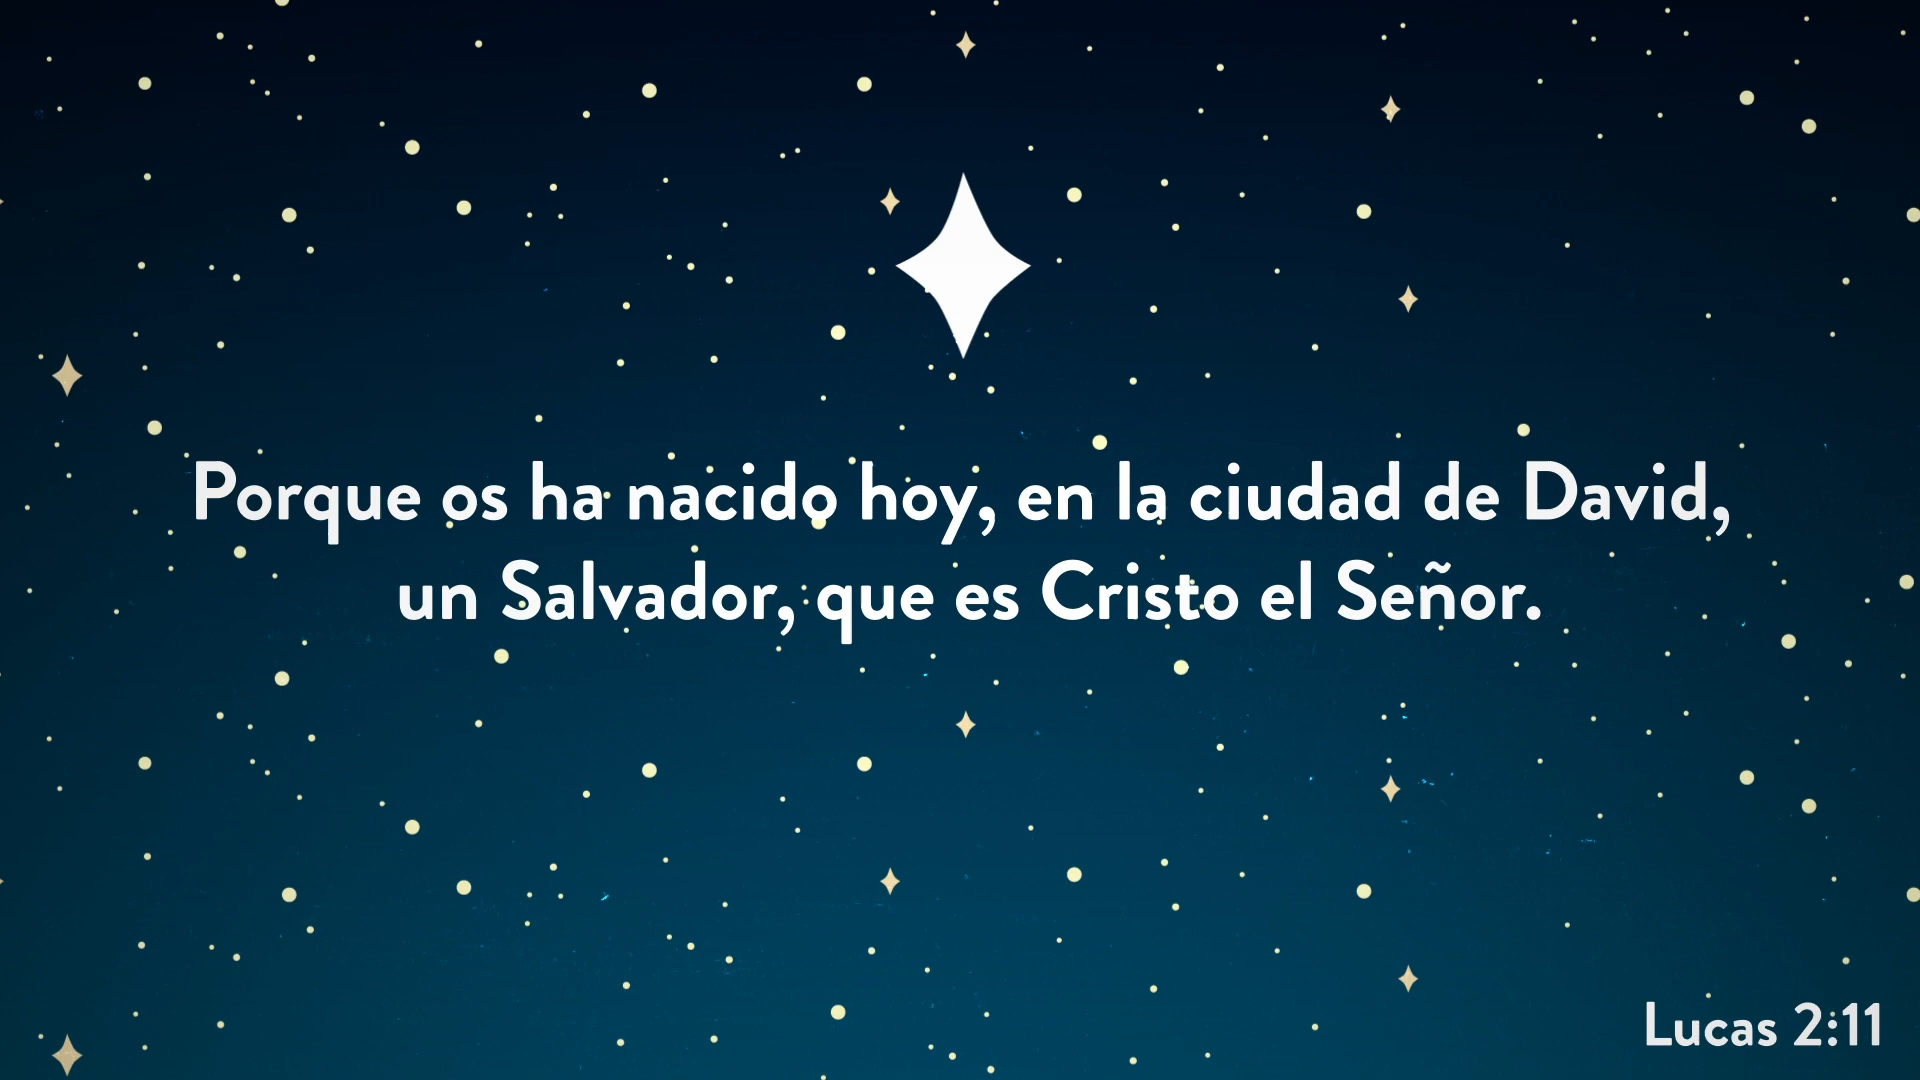 Porque os ha nacido hoy, en la ciudad de David,
un Salvador, que es Cristo el Señor.
Lucas 2:11